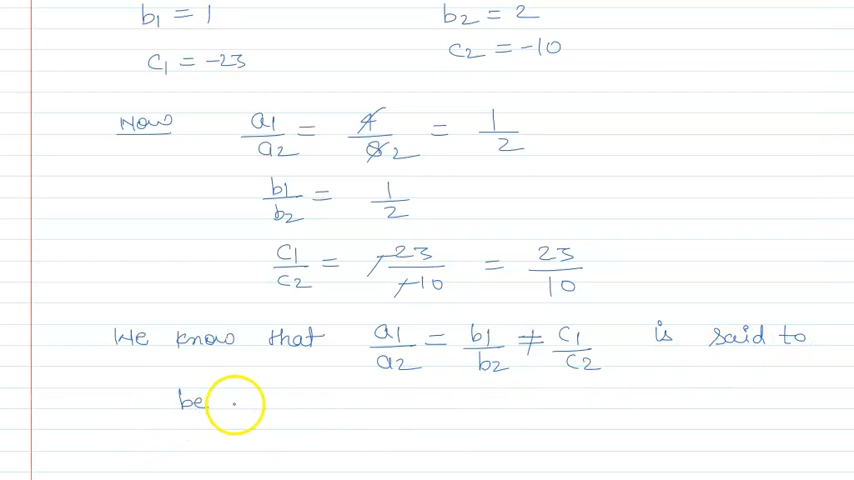 b1 = 1 b2 = 2
c1 = -23 c2 = -10
Now a1/a2 = 4/8 2 = 1/2
b1/b2 = 1/2
c1/c2 = -23/-10 = 23/10
We know that a1/a2 = b1/b2 ≠ c1/c2 is said to
be